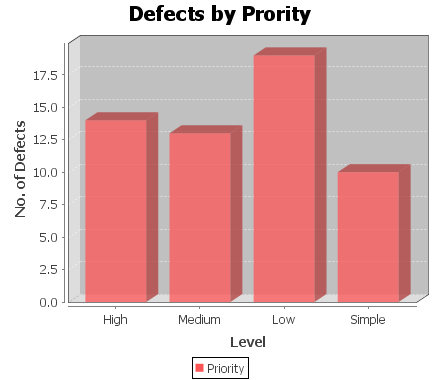 Defects by Prority
No. of Defects
17.5
15.0
12.5
10.0
7.5
5.0
2.5
0.0
High Medium Low Simple
Level
Priority